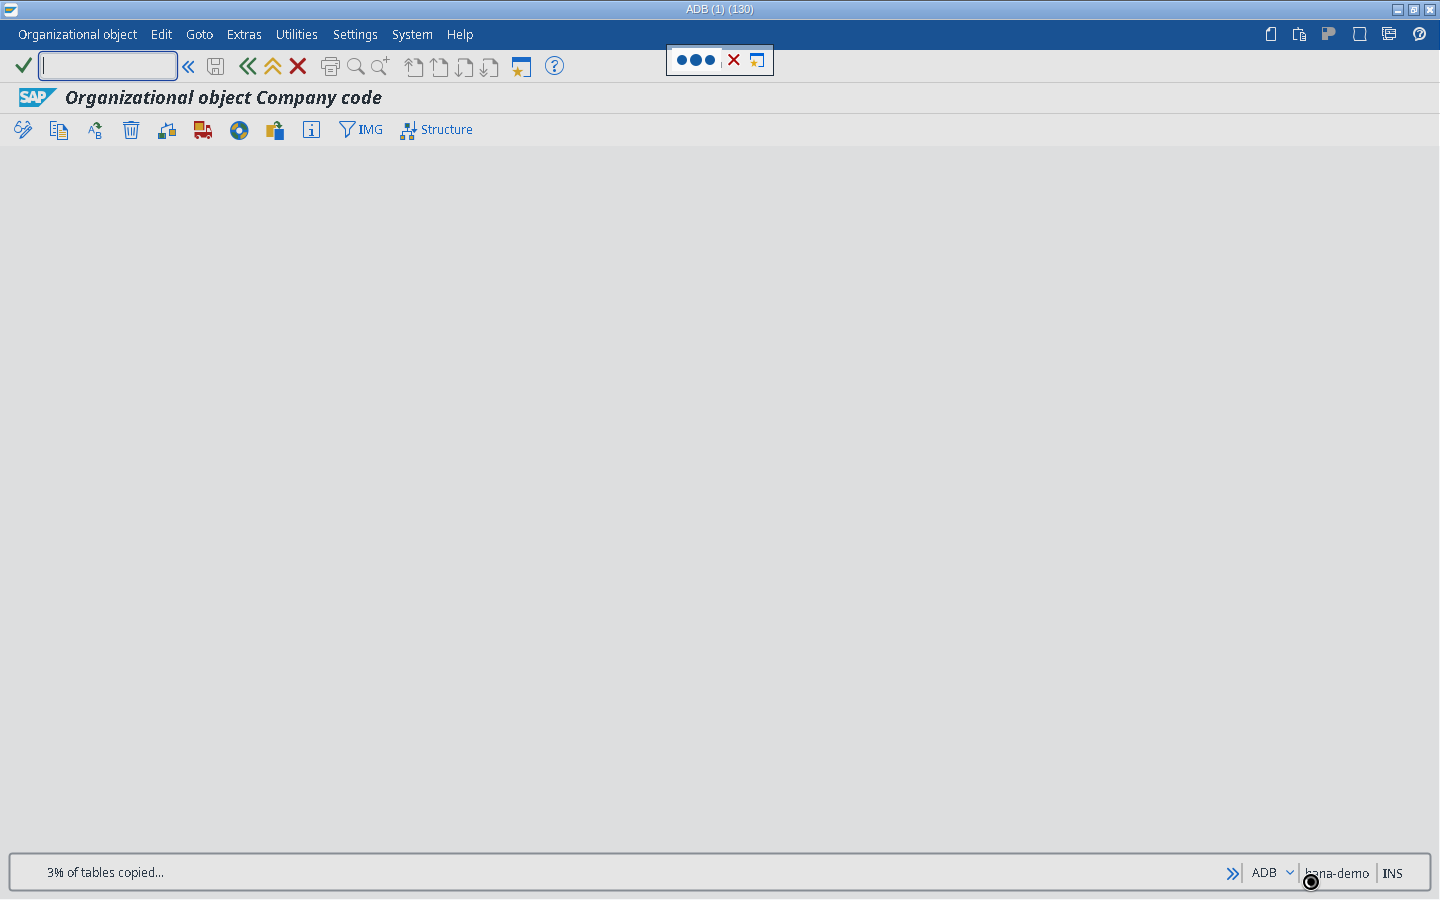 ADB (1) (130)
Organizational object Edit Goto Extras Utilities Settings System Help
SAP Organizational object Company code
IMG Structure
3% of tables copied... ADB hana-demo INS